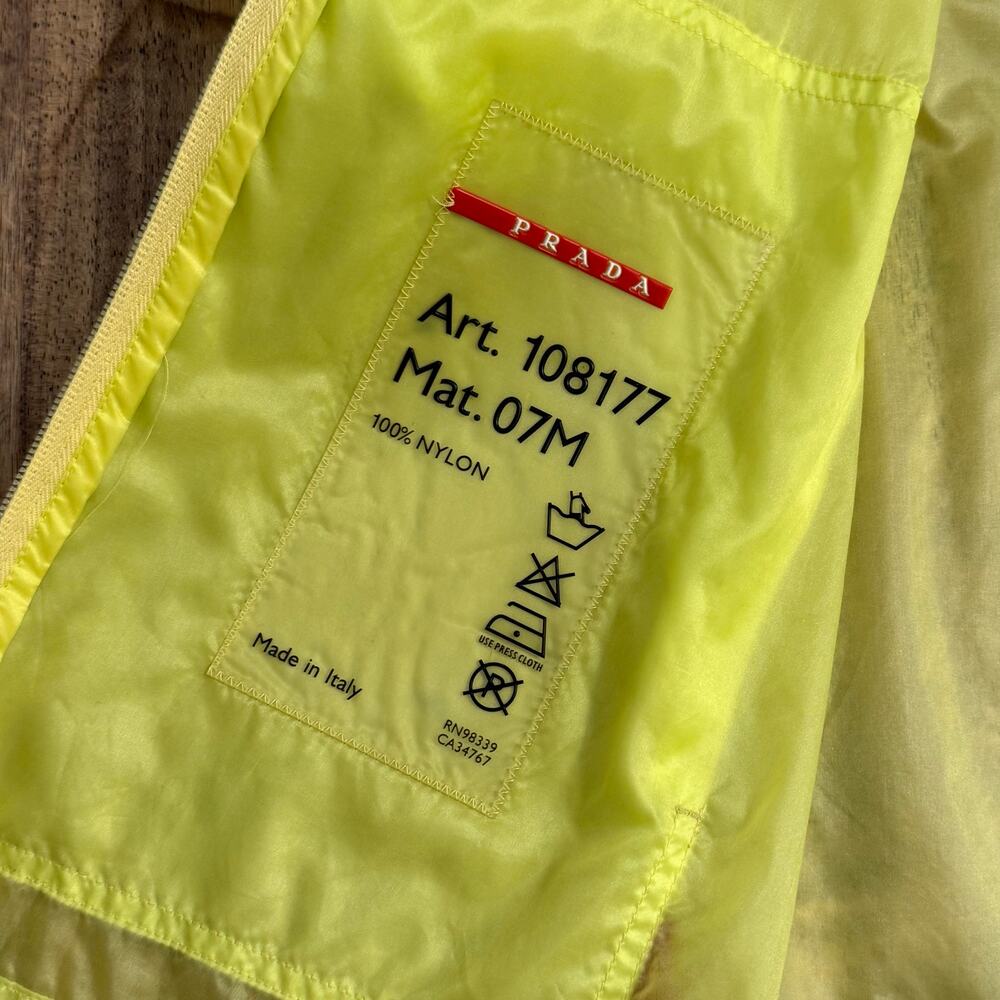 PRADA
Art. 108177
Mat. 07M
100% NYLON
USE PRESS CLOTH
R
Made in Italy
RN98339
CA34767